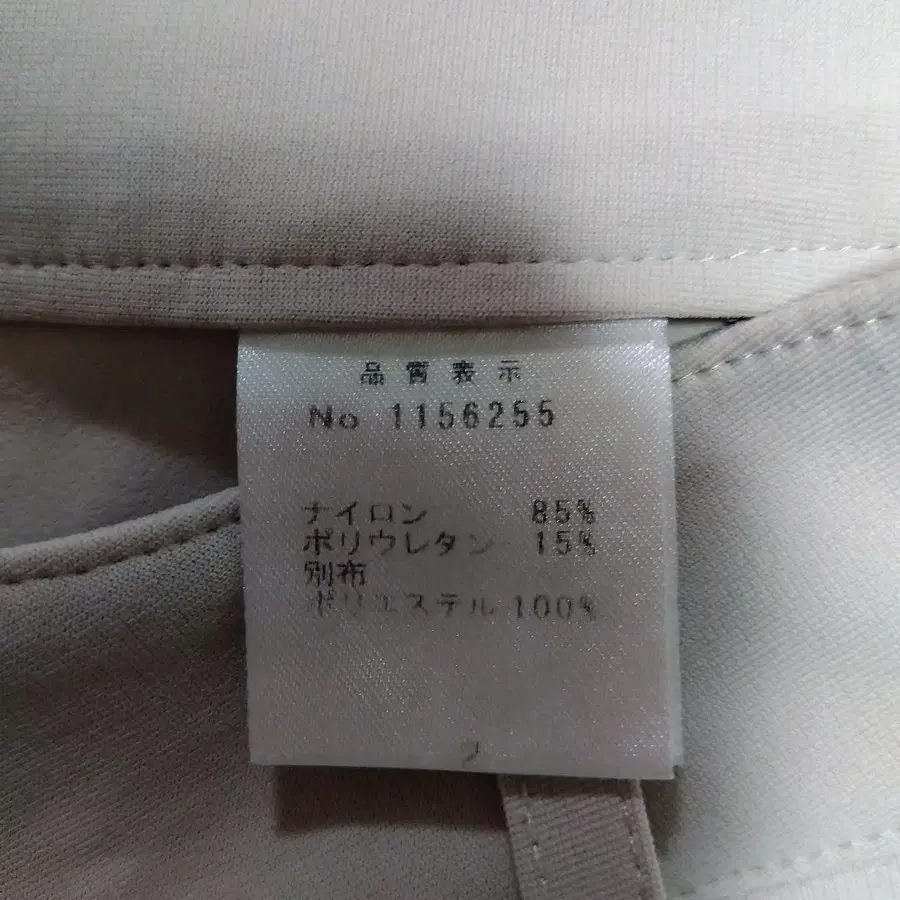 品質表示
No 1156255
ナイロン 85%
ポリウレタン 15%
別布
ポリエステル 100%